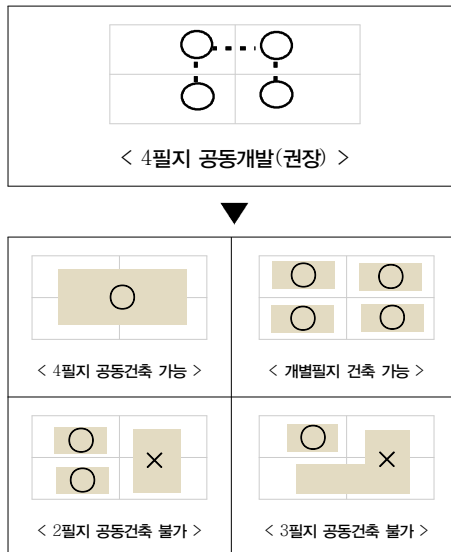 < 4필지 공동개발(권장) >
< 4필지 공동건축 가능 >
< 개별필지 건축 가능 >
< 2필지 공동건축 불가 >
< 3필지 공동건축 불가 >